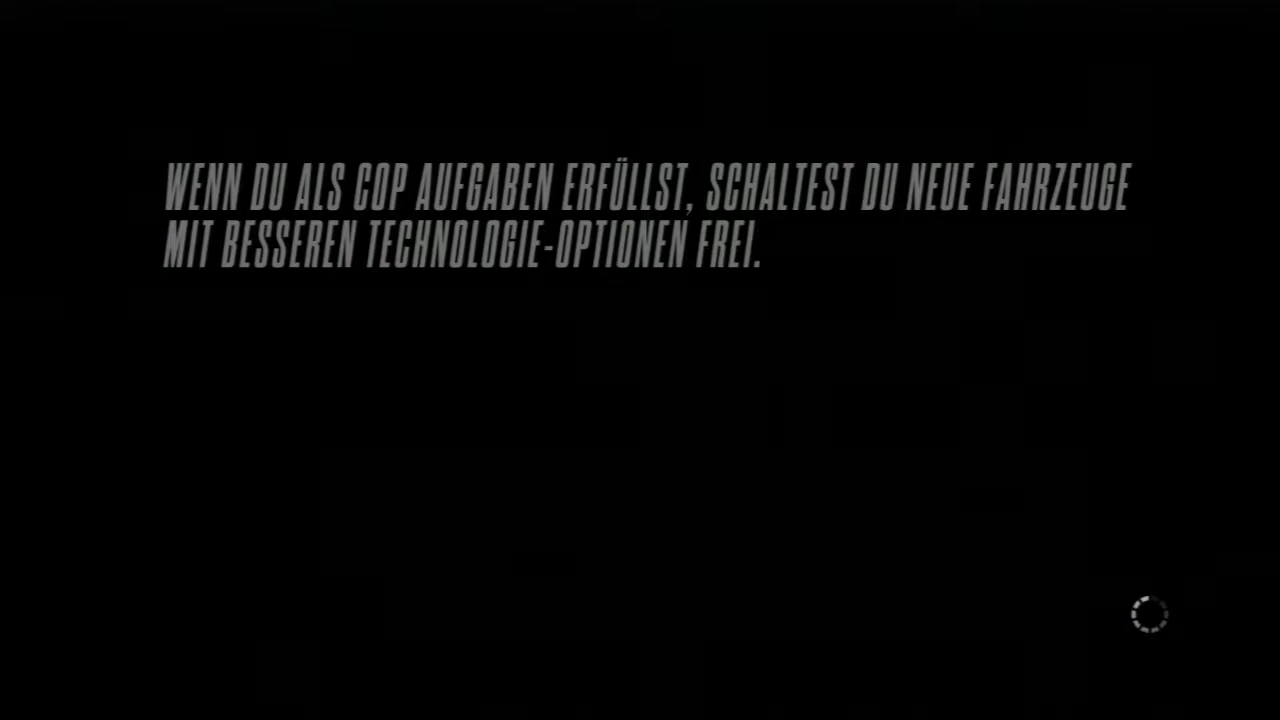 WENN DU ALS COP AUFGABEN ERFÜLLST, SCHALTEST DU NEUE FAHRZEUGE
MIT BESSEREN TECHNOLOGIE-OPTIONEN FREI.